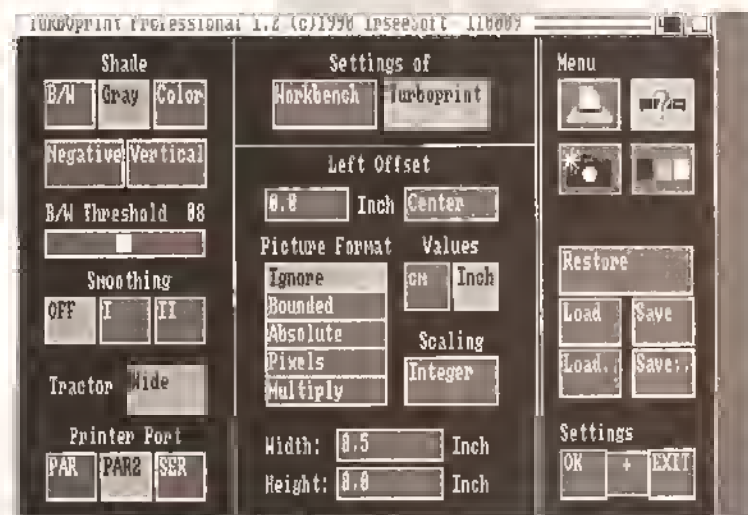 TurboPrint Professional 1.2 (c)1990 IrseeSoft
Shade
B/W Gray Color
Negative Vertical
B/W Threshold 08
Smoothing
OFF I II
Tractor Wide
Printer Port
PAR PAR2 SER
Settings of
Workbench Turboprint
Left Offset
0.0 Inch Center
Picture Format
Ignore
Bounded
Absolute
Pixels
Multiply
Values
CM Inch
Scaling
Integer
Width: 0.5 Inch
Height: 0.0 Inch
Menu
Restore
Load Save
Load. Save.
Settings
OK + EXIT